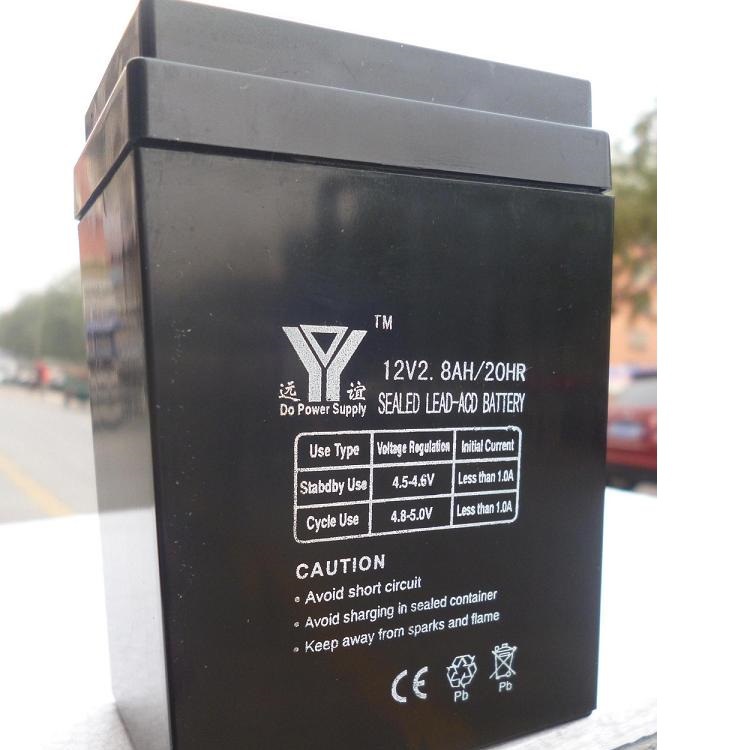 TM
远谊
Do Power Supply
12V2.8AH/20HR
SEALED LEAD-ACD BATTERY
Use Type Voltage Regulation Initial Current
Stabdby Use 4.5-4.6V Less than 1.0A
Cycle Use 4.8-5.0V Less than 1.0A
CAUTION
• Avoid short circuit
• Avoid sharging in sealed container
• Keep away from sparks and flame
CE
Pb Pb